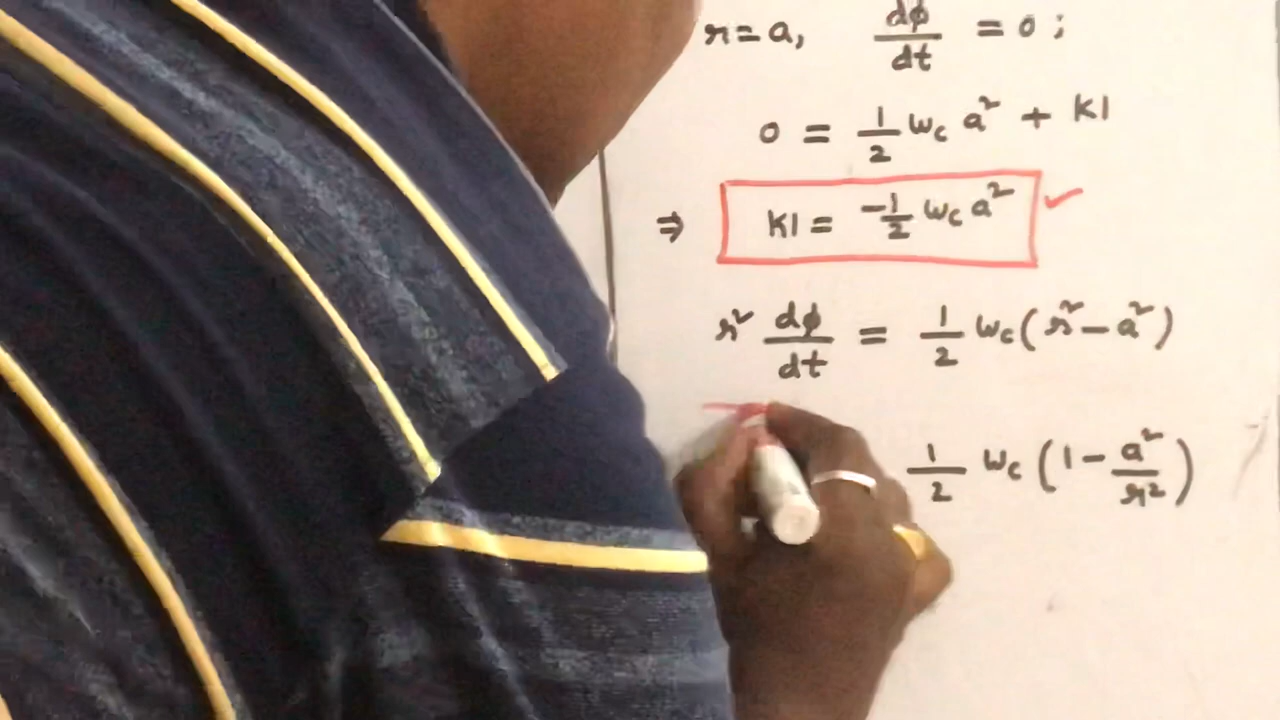 r = a, dφ/dt = 0 ;
0 = 1/2 ωc a² + K1
⇒ K1 = -1/2 ωc a² ✓
r² dφ/dt = 1/2 ωc (r² - a²)
1/2 ωc (1 - a²/r²)